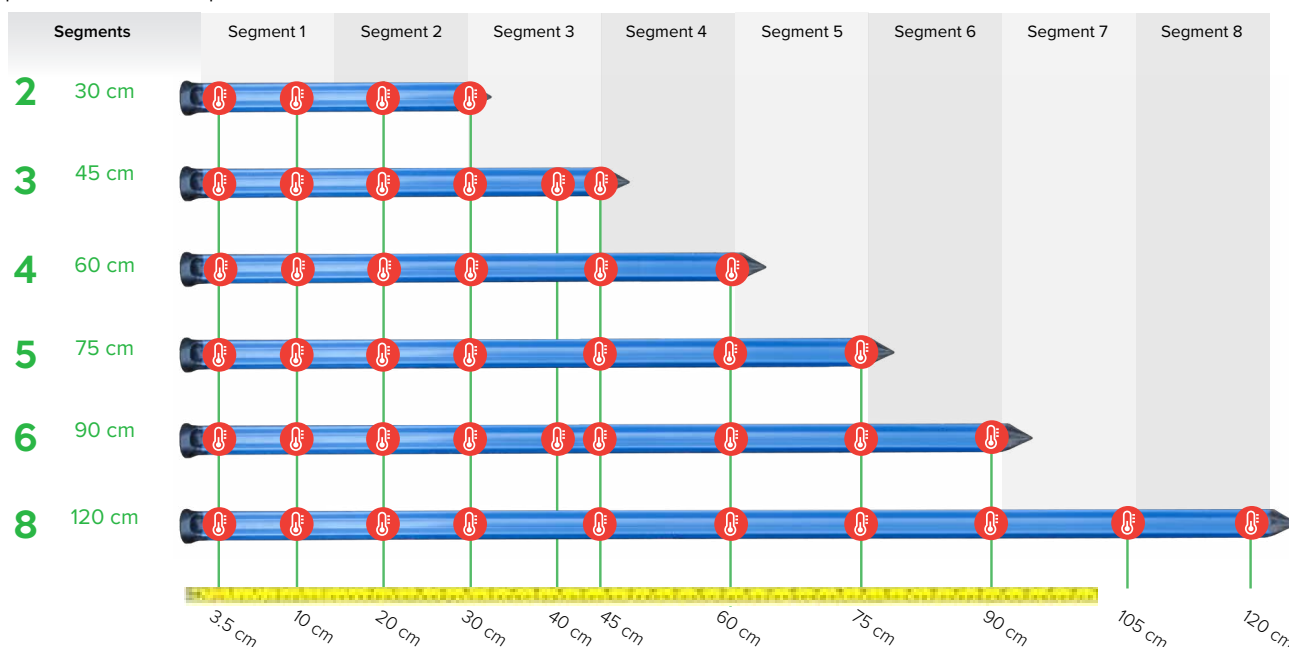 Segments Segment 1 Segment 2 Segment 3 Segment 4 Segment 5 Segment 6 Segment 7 Segment 8
2 30 cm
3 45 cm
4 60 cm
5 75 cm
6 90 cm
8 120 cm
3.5 cm 10 cm 20 cm 30 cm 40 cm 45 cm 60 cm 75 cm 90 cm 105 cm 120 cm